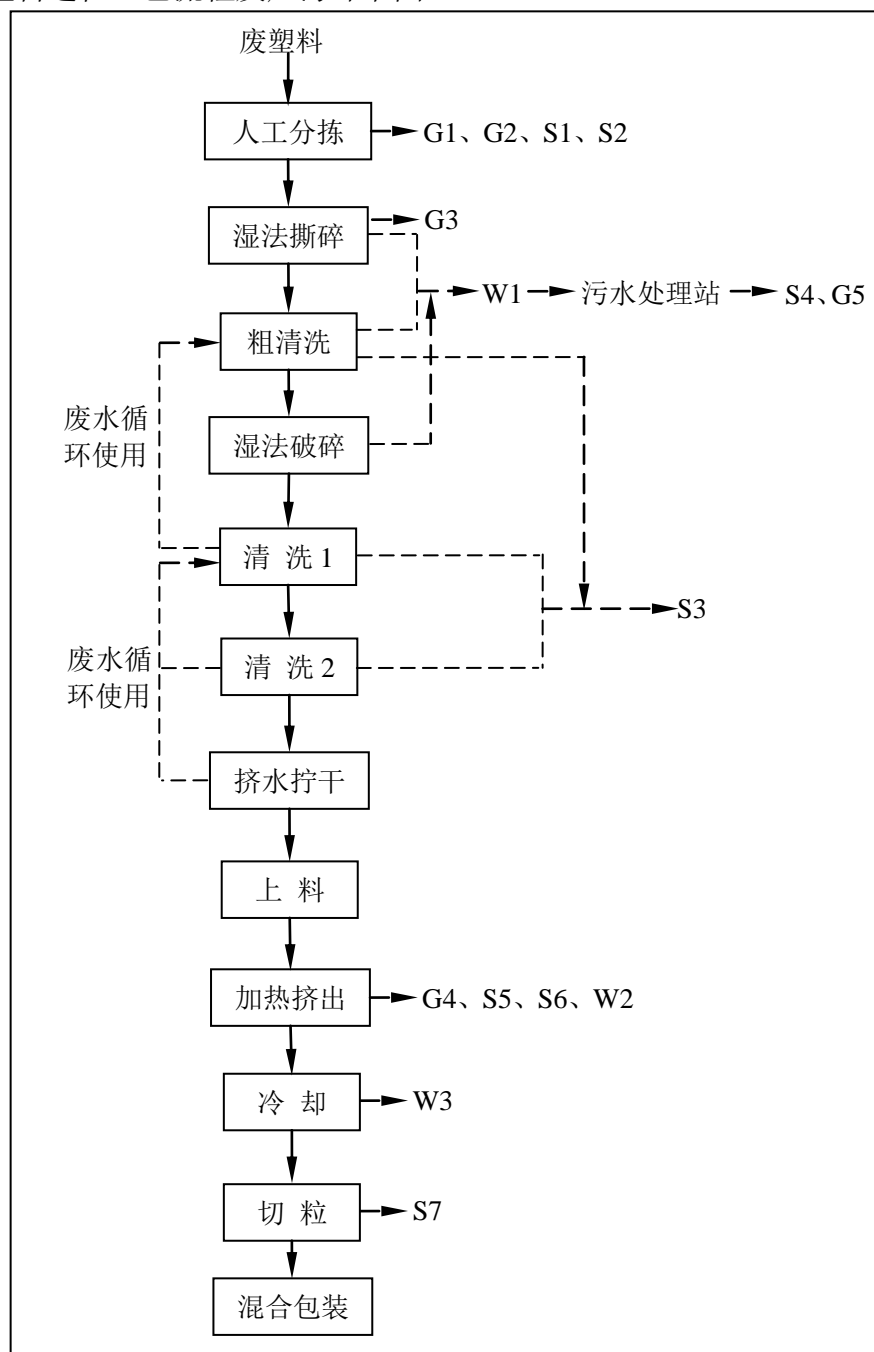 废塑料
人工分拣
G1、G2、S1、S2
湿法撕碎
G3
W1
污水处理站
S4、G5
粗清洗
废水循
环使用
湿法破碎
清 洗 1
S3
废水循
环使用
清 洗 2
挤水拧干
上 料
加热挤出
G4、S5、S6、W2
冷 却
W3
切 粒
S7
混合包装